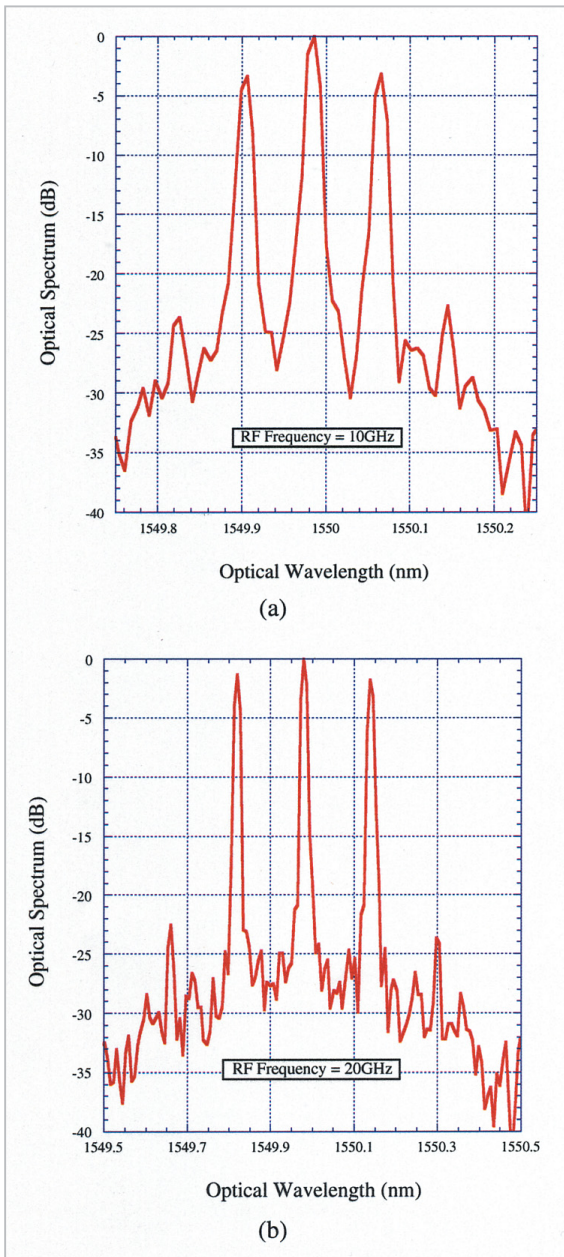 0
-5
-10
-15
-20
-25
-30
-35
-40
Optical Spectrum (dB)
RF Frequency = 10GHz
1549.8 1549.9 1550 1550.1 1550.2
Optical Wavelength (nm)
(a)
0
-5
-10
-15
-20
-25
-30
-35
-40
Optical Spectrum (dB)
RF Frequency = 20GHz
1549.5 1549.7 1549.9 1550.1 1550.3 1550.5
Optical Wavelength (nm)
(b)